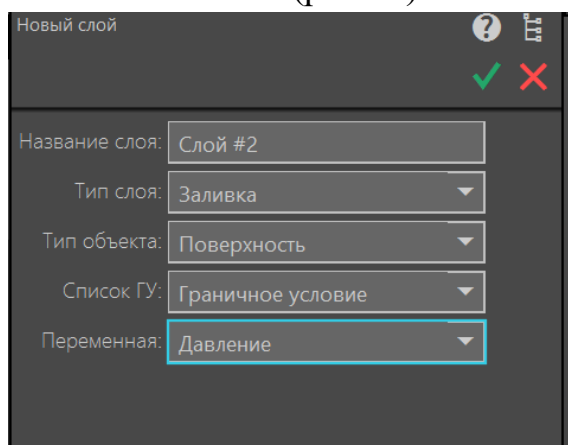 Новый слой
Название слоя: Слой #2
Тип слоя: Заливка
Тип объекта: Поверхность
Список ГУ: Граничное условие
Переменная: Давление